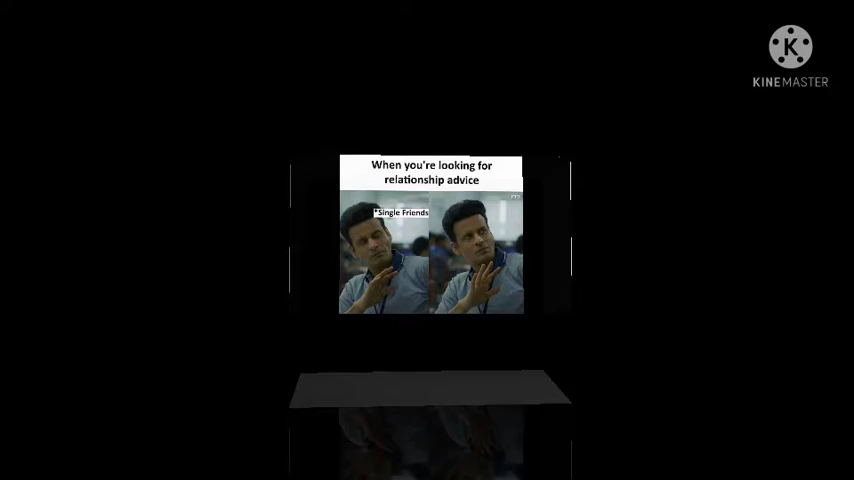 KINEMASTER
When you're looking for
relationship advice
*Single Friends